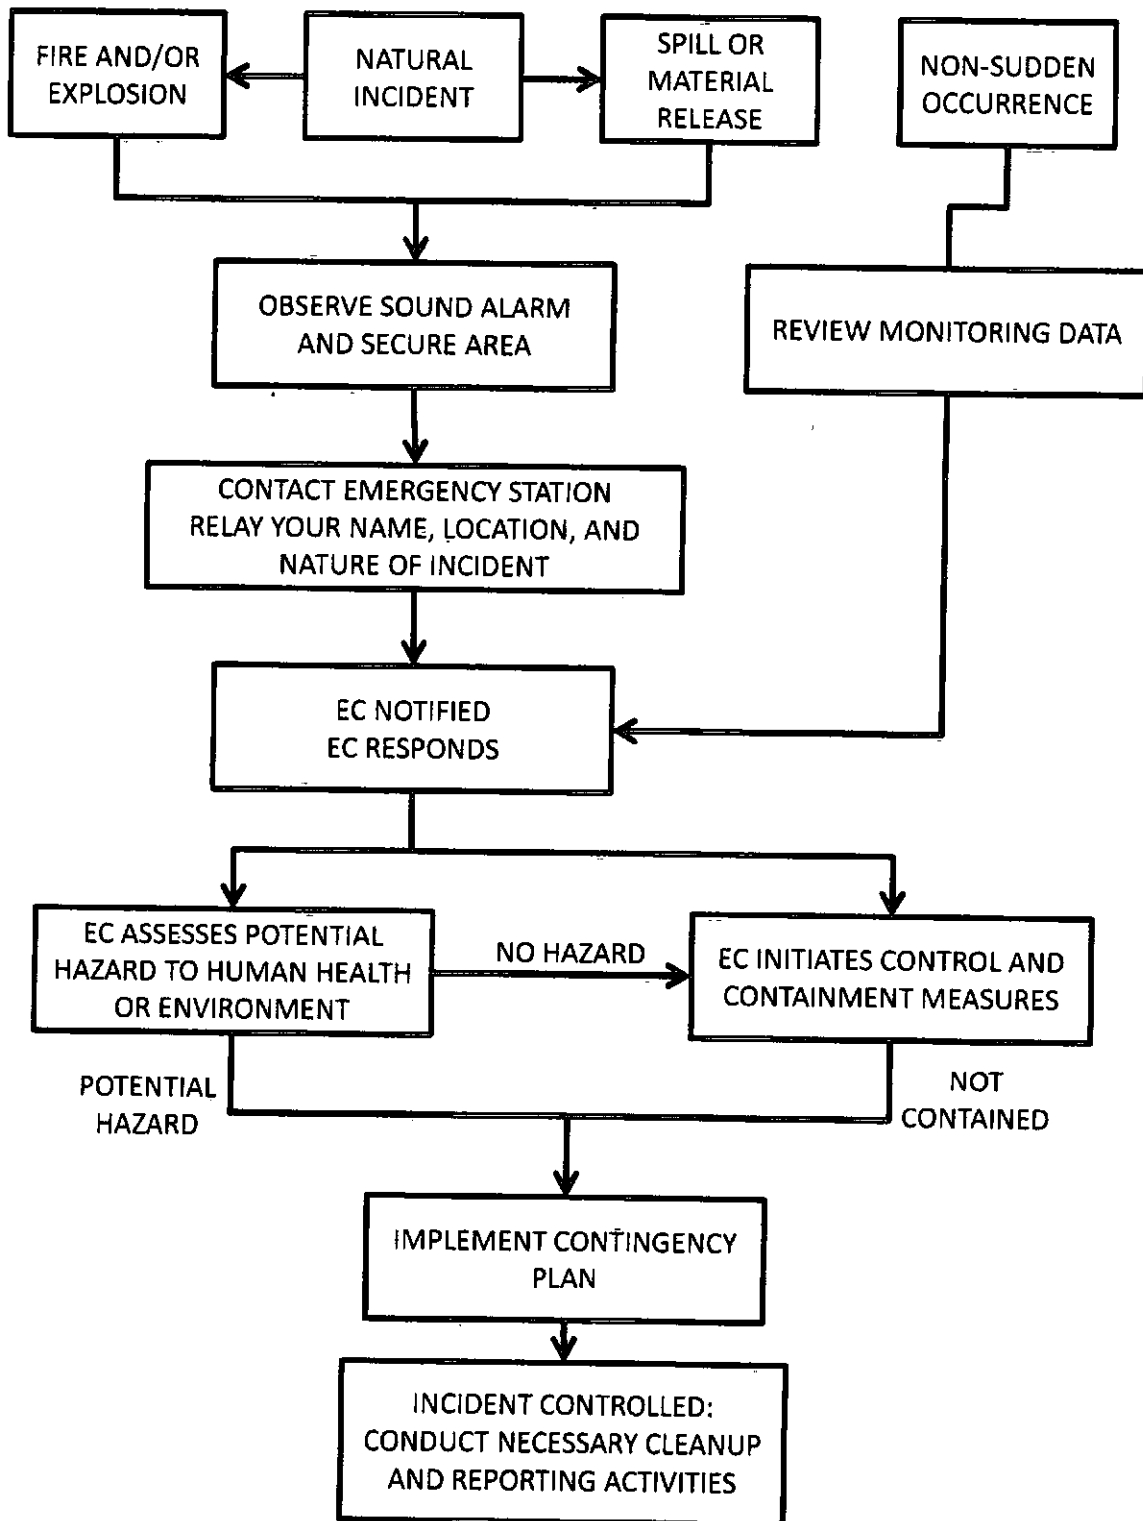 FIRE AND/OR
EXPLOSION
NATURAL
INCIDENT
SPILL OR
MATERIAL
RELEASE
NON-SUDDEN
OCCURRENCE
OBSERVE SOUND ALARM
AND SECURE AREA
REVIEW MONITORING DATA
CONTACT EMERGENCY STATION
RELAY YOUR NAME, LOCATION, AND
NATURE OF INCIDENT
EC NOTIFIED
EC RESPONDS
EC ASSESSES POTENTIAL
HAZARD TO HUMAN HEALTH
OR ENVIRONMENT
NO HAZARD
EC INITIATES CONTROL AND
CONTAINMENT MEASURES
POTENTIAL
HAZARD
NOT
CONTAINED
IMPLEMENT CONTINGENCY
PLAN
INCIDENT CONTROLLED:
CONDUCT NECESSARY CLEANUP
AND REPORTING ACTIVITIES